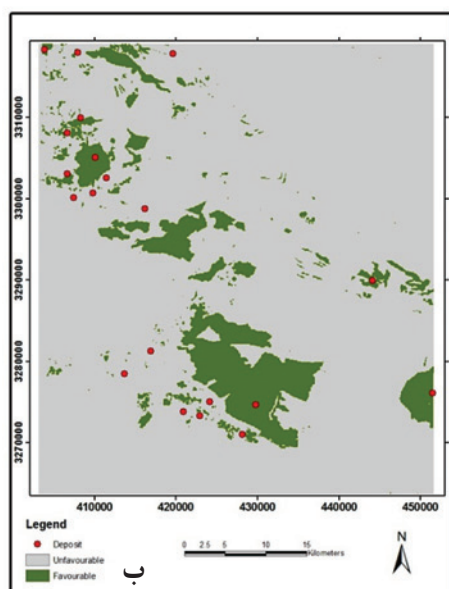 3310000
3300000
3290000
3280000
3270000
410000 420000 430000 440000 450000
Legend
Deposit
Unfavourable
Favourable
0 2.5 5 10 15
Kilometers
N
ب